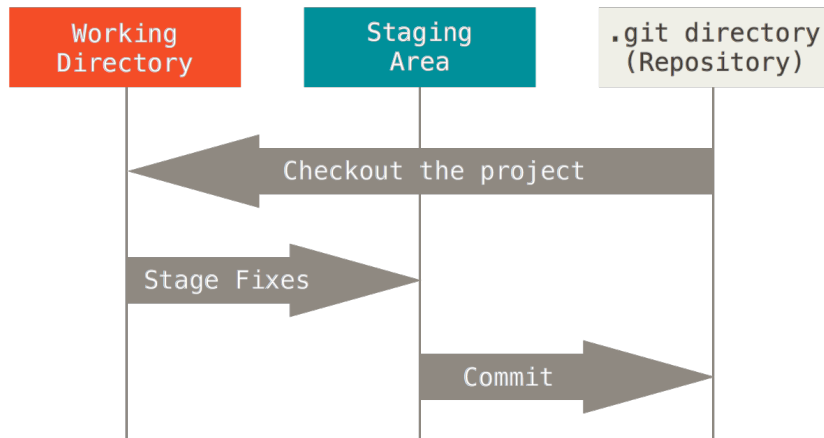 Working
Directory
Staging
Area
.git directory
(Repository)
Checkout the project
Stage Fixes
Commit